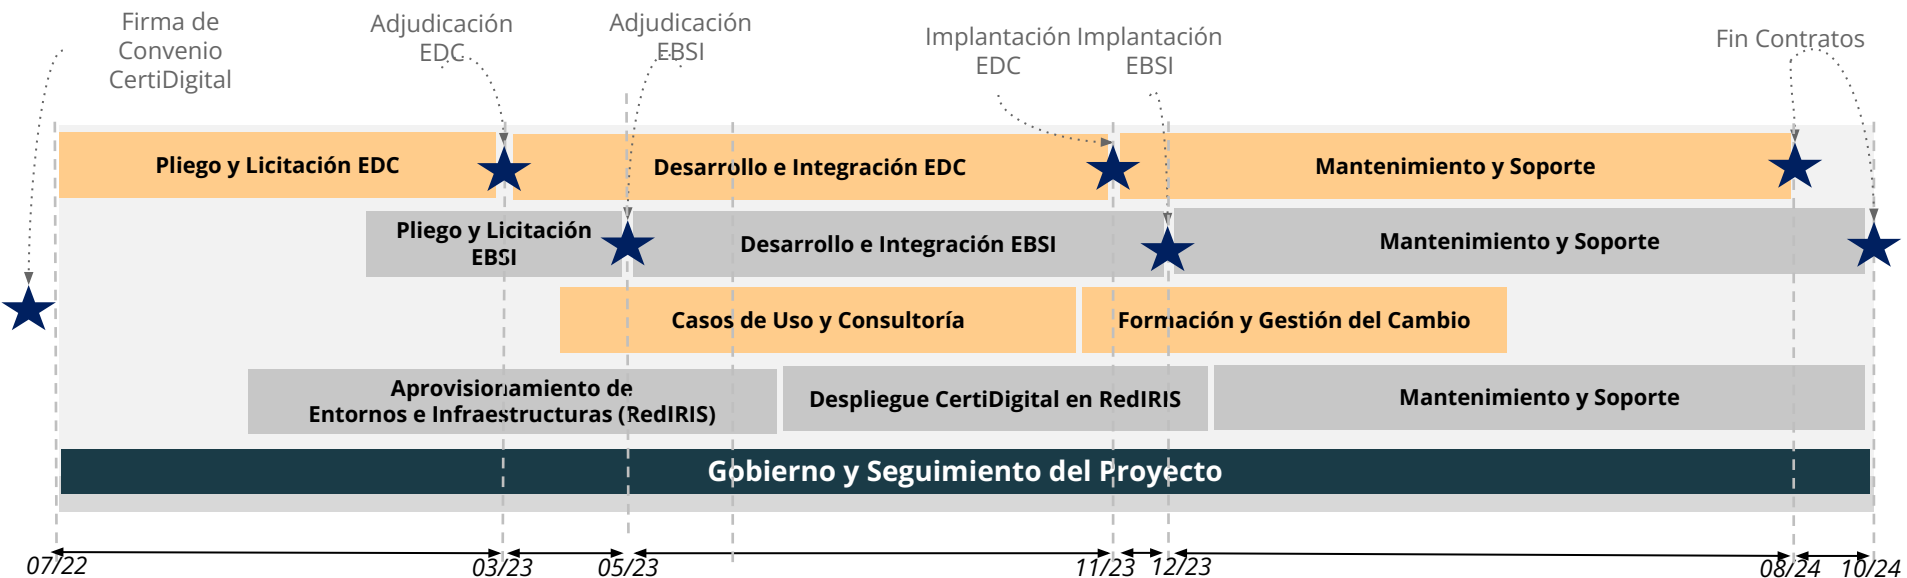 Firma de
Convenio
CertiDigital
Adjudicación
EDC
Adjudicación
EBSI
Implantación
EDC
Implantación
EBSI
Fin Contratos
Pliego y Licitación EDC
Desarrollo e Integración EDC
Mantenimiento y Soporte
Pliego y Licitación
EBSI
Desarrollo e Integración EBSI
Mantenimiento y Soporte
Casos de Uso y Consultoría
Formación y Gestión del Cambio
Aprovisionamiento de
Entornos e Infraestructuras (RedIRIS)
Despliegue CertiDigital en RedIRIS
Mantenimiento y Soporte
Gobierno y Seguimiento del Proyecto
07/22
03/23
05/23
11/23
12/23
08/24
10/24